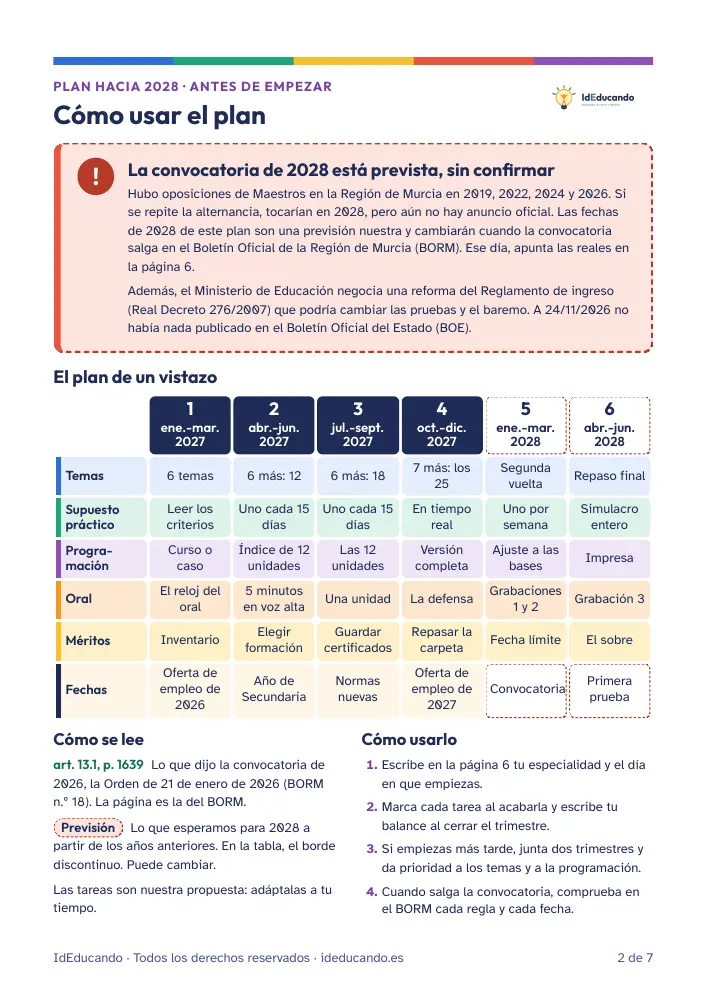 PLAN HACIA 2028 · ANTES DE EMPEZAR
Cómo usar el plan
IdEducando
!
La convocatoria de 2028 está prevista, sin confirmar
Hubo oposiciones de Maestros en la Región de Murcia en 2019, 2022, 2024 y 2026. Si
se repite la alternancia, tocarían en 2028, pero aún no hay anuncio oficial. Las fechas
de 2028 de este plan son una previsión nuestra y cambiarán cuando la convocatoria
salga en el Boletín Oficial de la Región de Murcia (BORM). Ese día, apunta las reales en
la página 6.
Además, el Ministerio de Educación negocia una reforma del Reglamento de ingreso
(Real Decreto 276/2007) que podría cambiar las pruebas y el baremo. A 24/11/2026 no
había nada publicado en el Boletín Oficial del Estado (BOE).
El plan de un vistazo
1 2 3 4 5 6
ene.-mar. abr.-jun. jul.-sept. oct.-dic. ene.-mar. abr.-jun.
2027 2027 2027 2027 2028 2028
Temas 6 temas 6 más: 12 6 más: 18 7 más: los 25 Segunda vuelta Repaso final
Supuesto práctico Leer los criterios Uno cada 15 días Uno cada 15 días En tiempo real Uno por semana Simulacro entero
Progra-mación Curso o caso Índice de 12 unidades Las 12 unidades Versión completa Ajuste a las bases Impresa
Oral El reloj del oral 5 minutos en voz alta Una unidad La defensa Grabaciones 1 y 2 Grabación 3
Méritos Inventario Elegir formación Guardar certificados Repasar la carpeta Fecha límite El sobre
Fechas Oferta de empleo de 2026 Año de Secundaria Normas nuevas Oferta de empleo de 2027 Convocatoria Primera prueba
Cómo se lee
art. 13.1, p. 1639 Lo que dijo la convocatoria de
2026, la Orden de 21 de enero de 2026 (BORM
n.º 18). La página es la del BORM.
Previsión Lo que esperamos para 2028 a
partir de los años anteriores. En la tabla, el borde
discontinuo. Puede cambiar.
Las tareas son nuestra propuesta: adáptalas a tu
tiempo.
Cómo usarlo
1. Escribe en la página 6 tu especialidad y el día
en que empiezas.
2. Marca cada tarea al acabarla y escribe tu
balance al cerrar el trimestre.
3. Si empiezas más tarde, junta dos trimestres y
da prioridad a los temas y a la programación.
4. Cuando salga la convocatoria, comprueba en
el BORM cada regla y cada fecha.
IdEducando · Todos los derechos reservados · ideducando.es
2 de 7